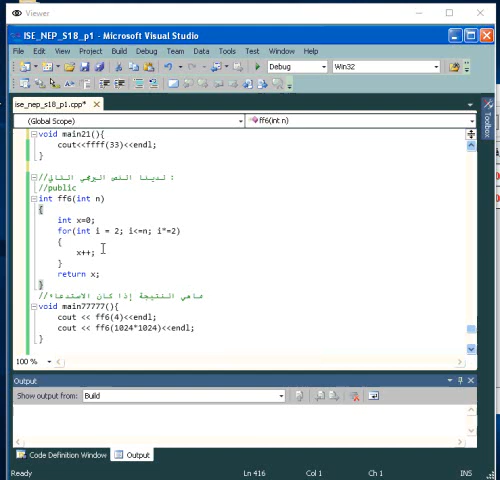 Viewer
ISE_NEP_S18_p1 - Microsoft Visual Studio
File Edit View Project Build Debug Team Data Tools Test Window Help
Debug Win32
ise_nep_s18_p1.cpp*
(Global Scope) ff6(int n)
void main21(){
cout<<ffff(33)<<endl;
}
//لدينا النص البرمجي التالي :
//public
int ff6(int n)
{
int x=0;
for(int i = 2; i<=n; i*=2)
{
x++;
}
return x;
}
//ماهي النتيجة إذا كان الاستدعاء
void main77777(){
cout << ff6(4)<<endl;
cout << ff6(1024*1024)<<endl;
}
100 %
Toolbox
Output
Show output from: Build
Code Definition Window Output
Ready Ln 416 Col 1 Ch 1 INS